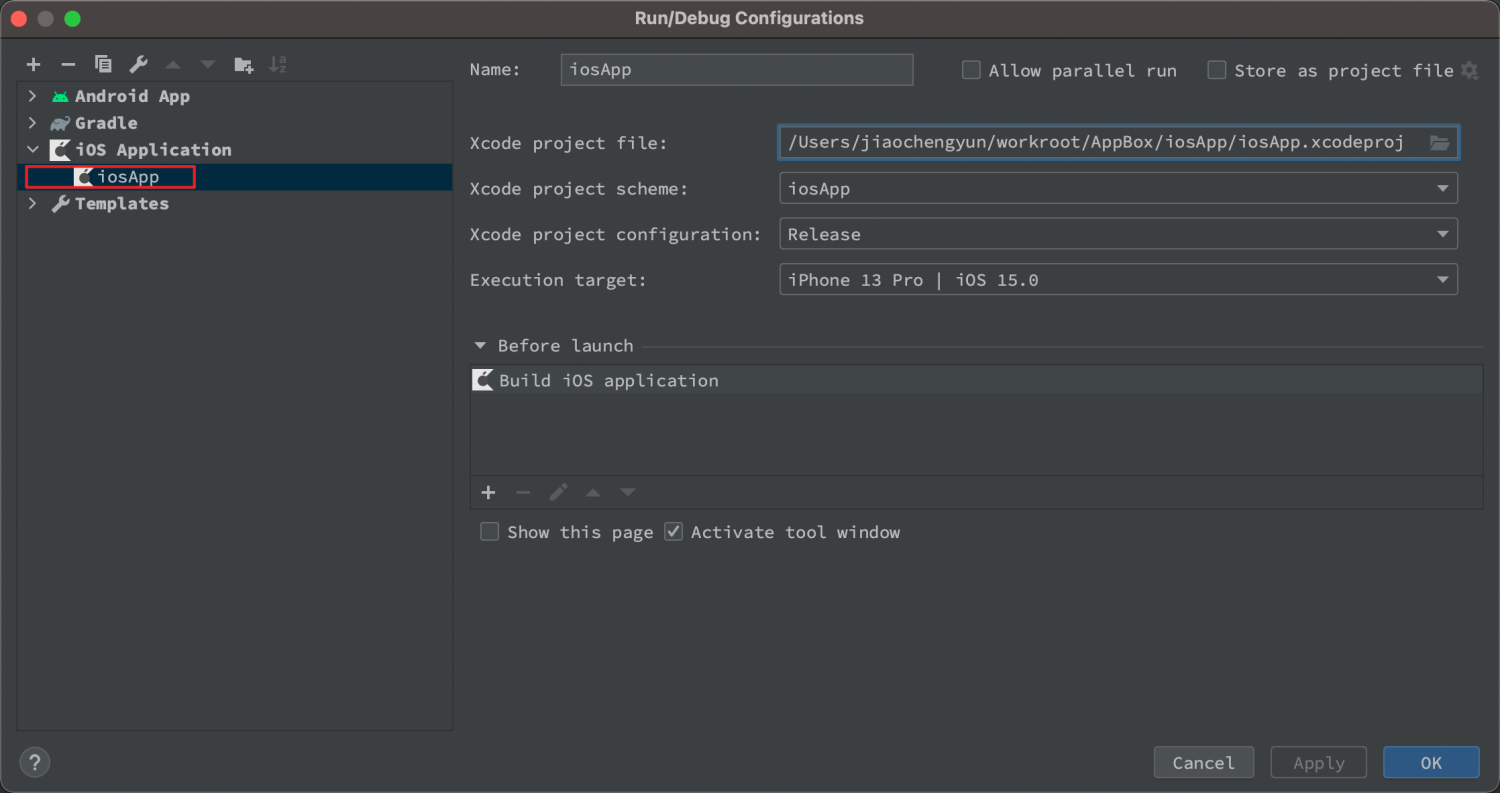 Run/Debug Configurations
Android App
Gradle
iOS Application
iosApp
Templates
Name: iosApp Allow parallel run Store as project file
Xcode project file: /Users/jiaochengyun/workroot/AppBox/iosApp/iosApp.xcodeproj
Xcode project scheme: iosApp
Xcode project configuration: Release
Execution target: iPhone 13 Pro | iOS 15.0
Before launch
Build iOS application
Show this page Activate tool window
? Cancel Apply OK